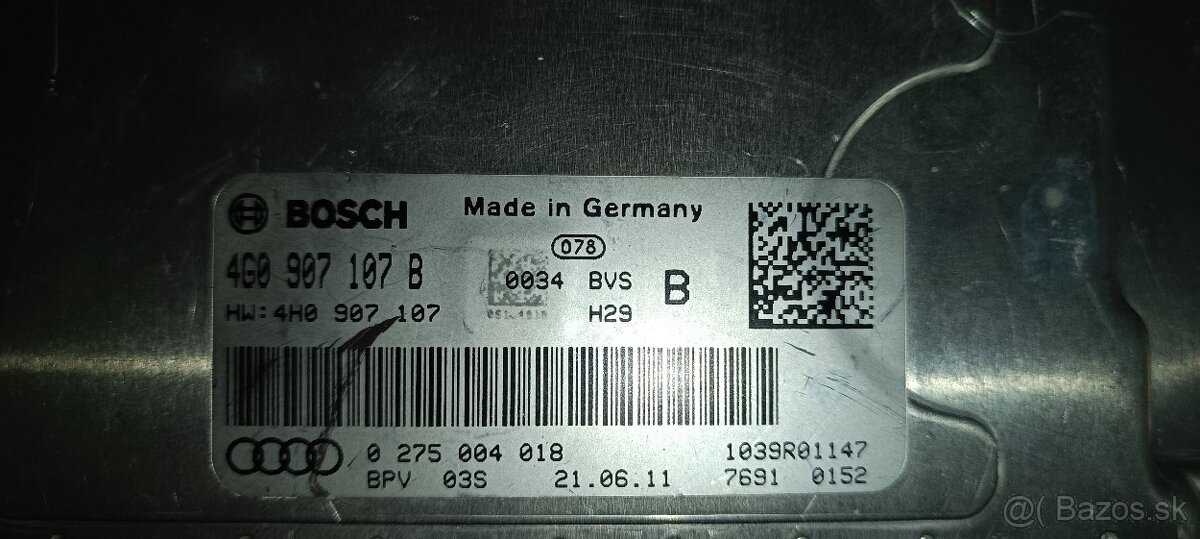 BOSCH Made in Germany
078
4G0 907 107 B 0034 BVS B
HW:4H0 907 107 H29
0 275 004 018 1039R01147
BPV 03S 21.06.11 7691 0152
@( Bazos.sk